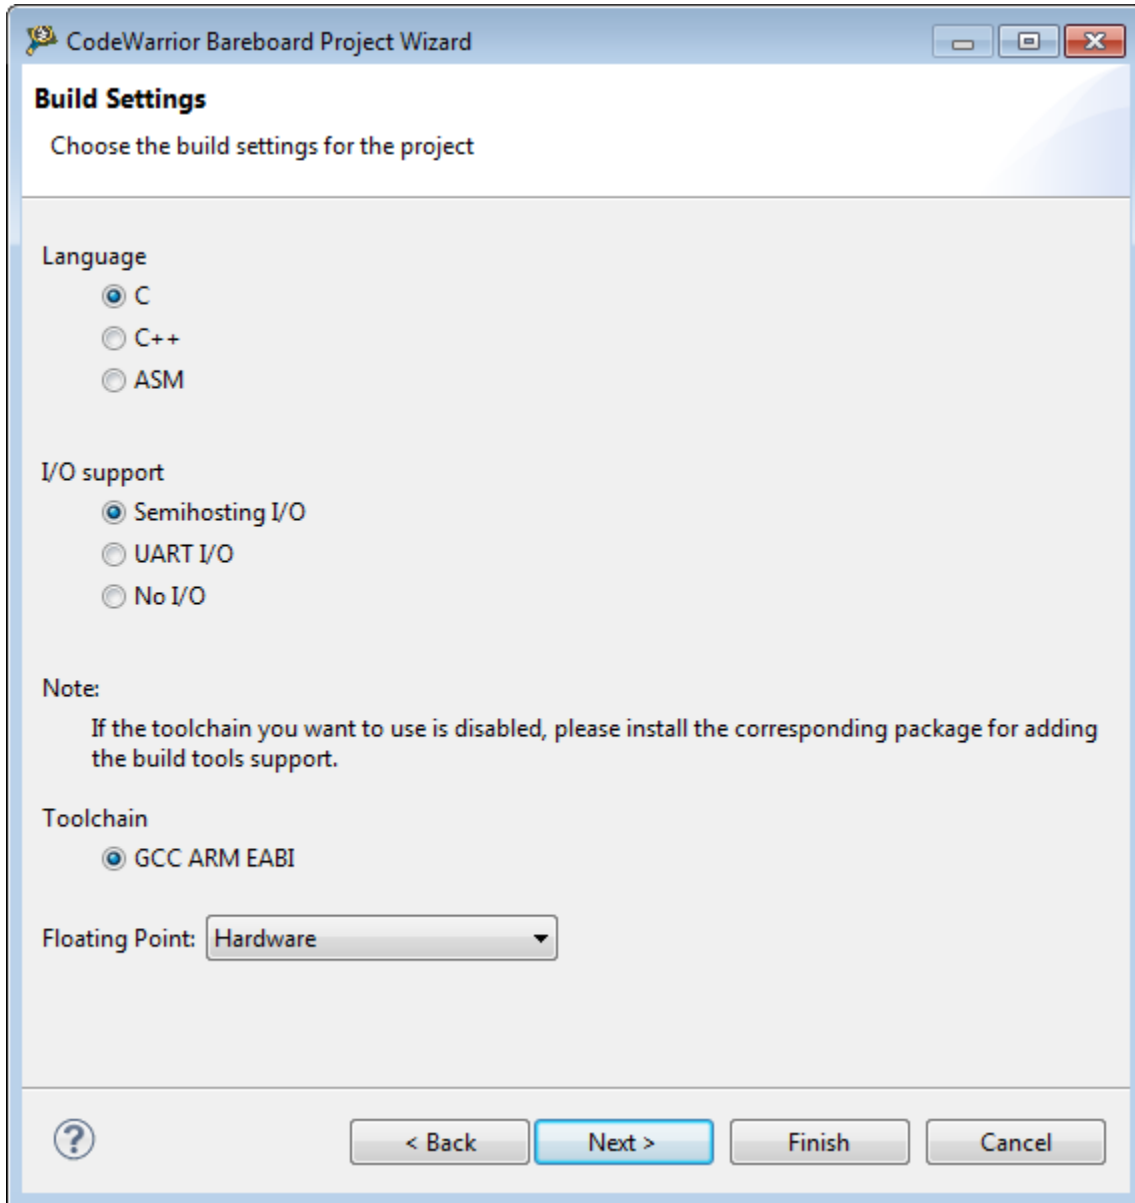 CodeWarrior Bareboard Project Wizard
Build Settings
Choose the build settings for the project
Language
C
C++
ASM
I/O support
Semihosting I/O
UART I/O
No I/O
Note:
If the toolchain you want to use is disabled, please install the corresponding package for adding
the build tools support.
Toolchain
GCC ARM EABI
Floating Point: Hardware
? < Back Next > Finish Cancel